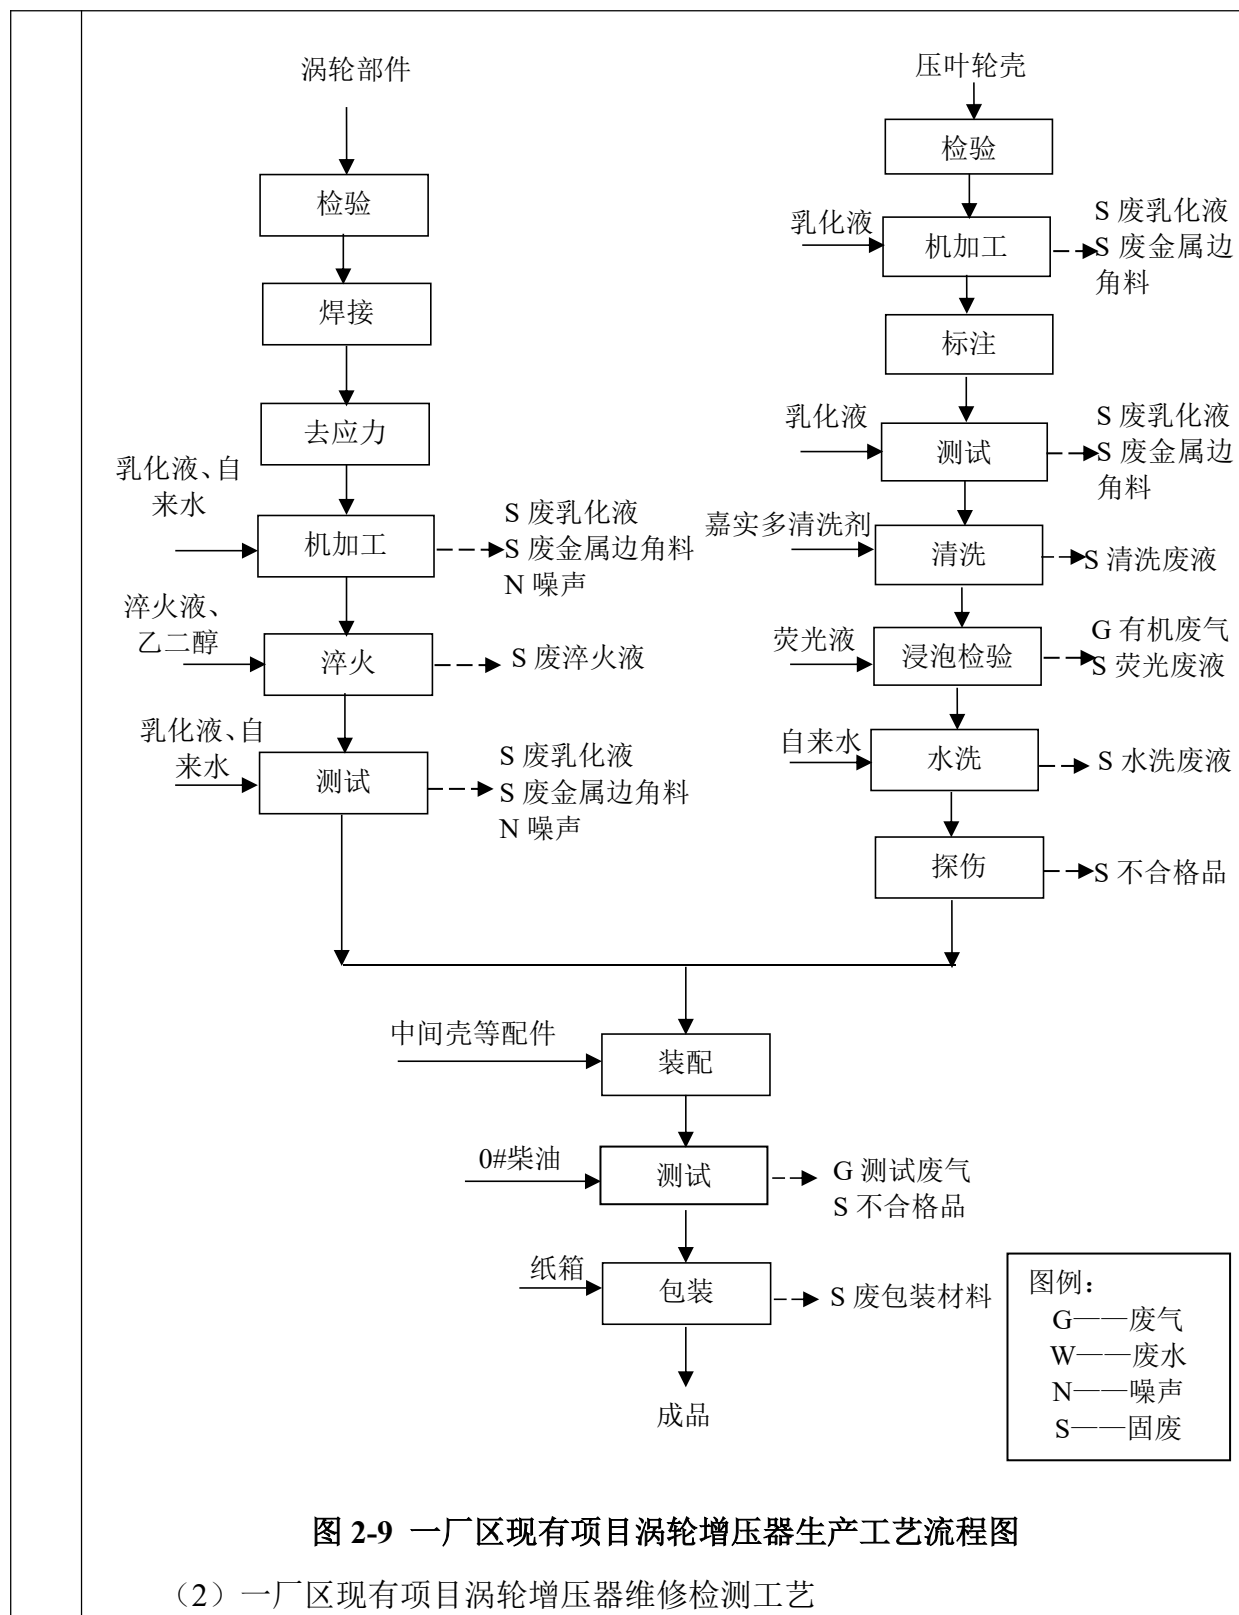 涡轮部件
检验
焊接
去应力
乳化液、自
来水
机加工
S 废乳化液
S 废金属边角料
N 噪声
淬火液、
乙二醇
淬火
S 废淬火液
乳化液、自
来水
测试
S 废乳化液
S 废金属边角料
N 噪声
压叶轮壳
检验
乳化液
机加工
S 废乳化液
S 废金属边
角料
标注
乳化液
测试
S 废乳化液
S 废金属边
角料
嘉实多清洗剂
清洗
S 清洗废液
荧光液
浸泡检验
G 有机废气
S 荧光废液
自来水
水洗
S 水洗废液
探伤
S 不合格品
中间壳等配件
装配
0#柴油
测试
G 测试废气
S 不合格品
纸箱
包装
S 废包装材料
成品
图例：
G——废气
W——废水
N——噪声
S——固废
图 2-9 一厂区现有项目涡轮增压器生产工艺流程图
（2）一厂区现有项目涡轮增压器维修检测工艺